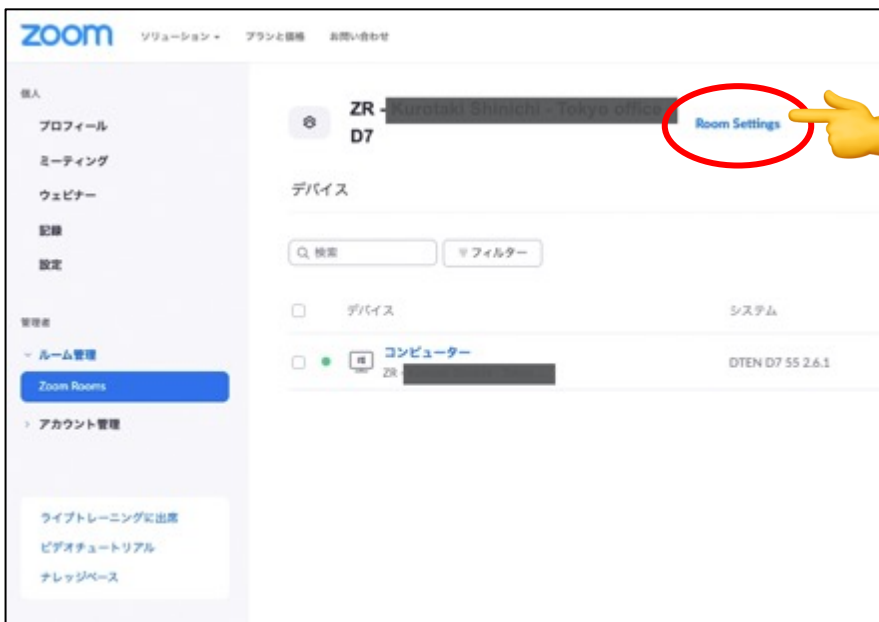 zoom ソリューション プランと価格 お問い合わせ
個人
プロフィール
ミーティング
ウェビナー
記録
設定
管理者
ルーム管理
Zoom Rooms
アカウント管理
ライブトレーニングに出席
ビデオチュートリアル
ナレッジベース
ZR -
D7
Room Settings
デバイス
検索 フィルター
デバイス システム
コンピューター
ZR -
DTEN D7 55 2.6.1